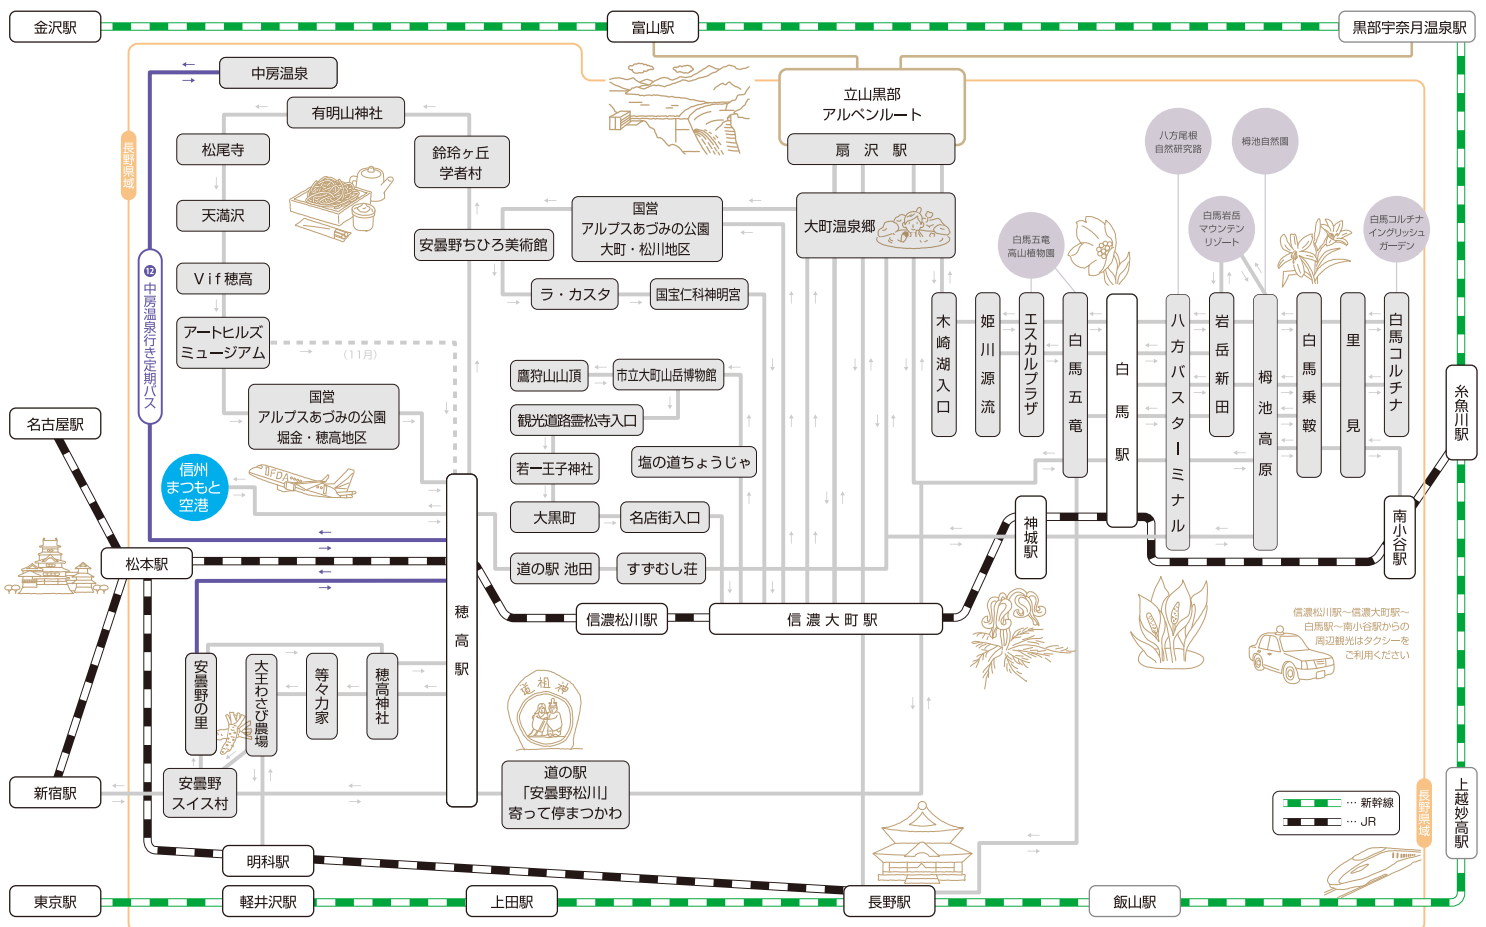 金沢駅
富山駅
黒部宇奈月温泉駅
中房温泉
有明山神社
松尾寺
天満沢
Vif穂高
アートヒルズ
ミュージアム
(11月)
国営
アルプスあづみの公園
堀金・穂高地区
長野県域
⑫中房温泉行き定期バス
鈴玲ヶ丘
学者村
安曇野ちひろ美術館
国営
アルプスあづみの公園
大町・松川地区
ラ・カスタ
国宝仁科神明宮
立山黒部
アルペンルート
扇沢駅
大町温泉郷
鷹狩山山頂
市立大町山岳博物館
観光道路霊松寺入口
若一王子神社
塩の道ちょうじゃ
大黒町
名店街入口
道の駅 池田
すずむし荘
八方尾根
自然研究路
栂池自然園
白馬五竜
高山植物園
白馬岩岳
マウンテン
リゾート
白馬コルチナ
イングリッシュ
ガーデン
木崎湖入口
姫川源流
エスカルプラザ
白馬五竜
白馬駅
八方バスターミナル
岩岳新田
栂池高原
白馬乗鞍
里見
白馬コルチナ
糸魚川駅
名古屋駅
信州
まつもと
空港
FDA
松本駅
穂高駅
信濃松川駅
信濃大町駅
神城駅
南小谷駅
信濃松川駅〜信濃大町駅〜
白馬駅〜南小谷駅からの
周辺観光はタクシーを
ご利用ください
安曇野の里
大王わさび農場
等々力家
穂高神社
道祖神
新宿駅
安曇野
スイス村
道の駅
「安曇野松川」
寄って停まつかわ
上越妙高駅
長野県域
… 新幹線
… JR
明科駅
東京駅
軽井沢駅
上田駅
長野駅
飯山駅